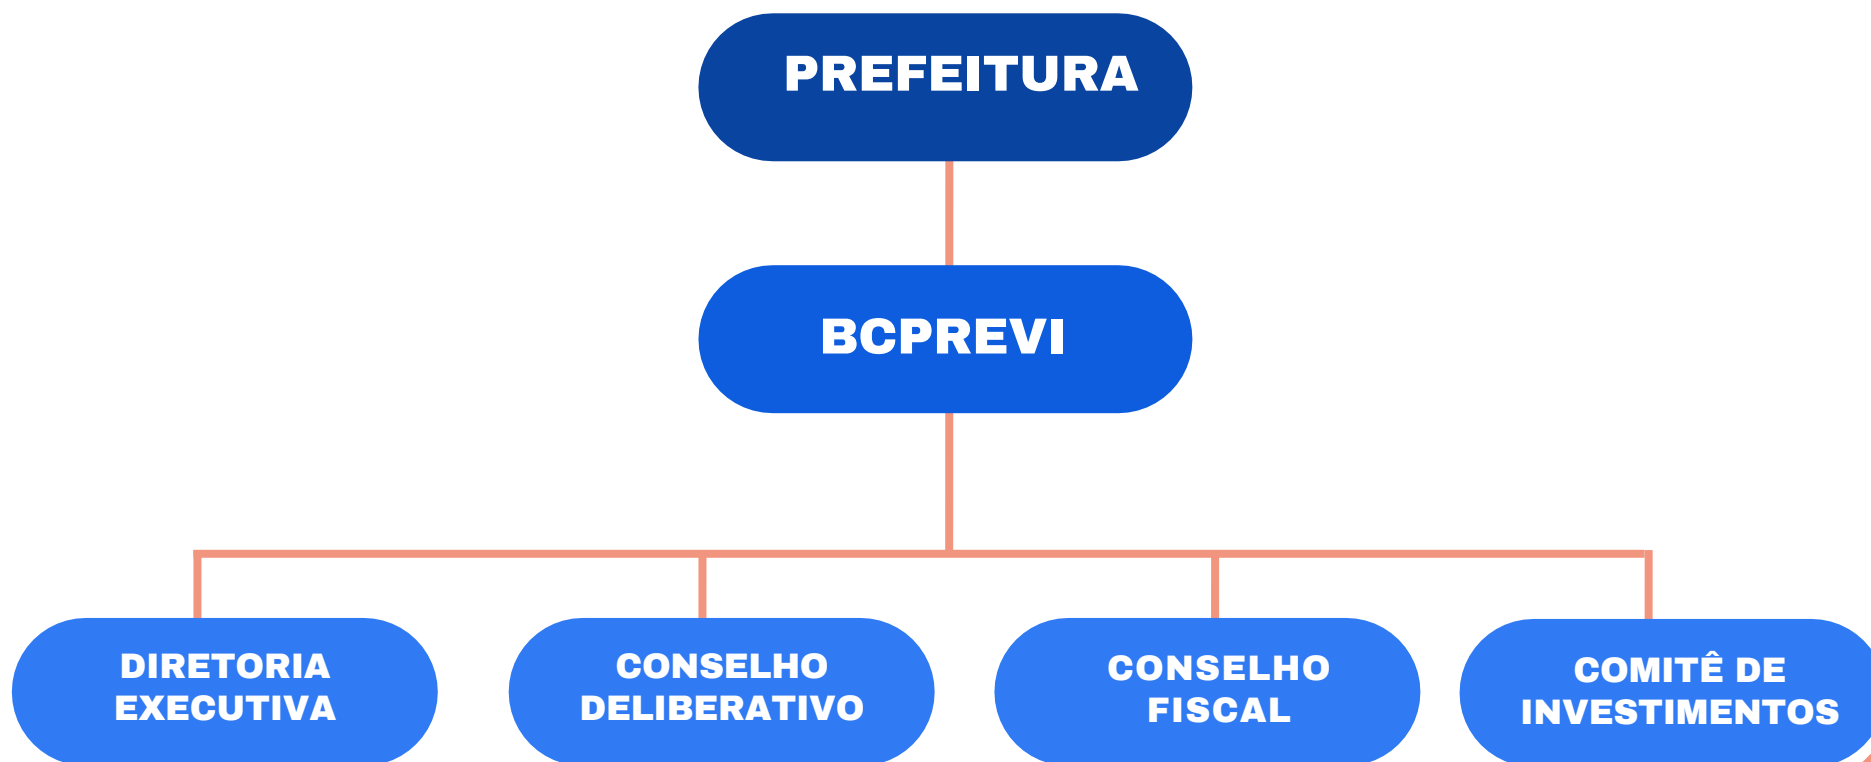 PREFEITURA
BCPREVI
DIRETORIA
EXECUTIVA
CONSELHO
DELIBERATIVO
CONSELHO
FISCAL
COMITÊ DE
INVESTIMENTOS